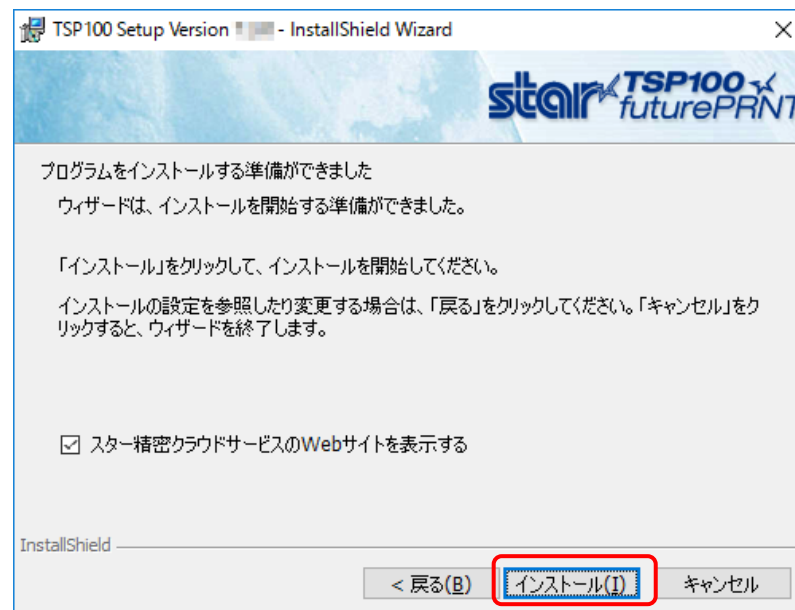 TSP100 Setup Version - InstallShield Wizard
star TSP100
futurePRNT
プログラムをインストールする準備ができました
ウィザードは、インストールを開始する準備ができました。
「インストール」をクリックして、インストールを開始してください。
インストールの設定を参照したり変更する場合は、「戻る」をクリックしてください。「キャンセル」をク
リックすると、ウィザードを終了します。
スター精密クラウドサービスのWebサイトを表示する
InstallShield
< 戻る(B) インストール(I) キャンセル